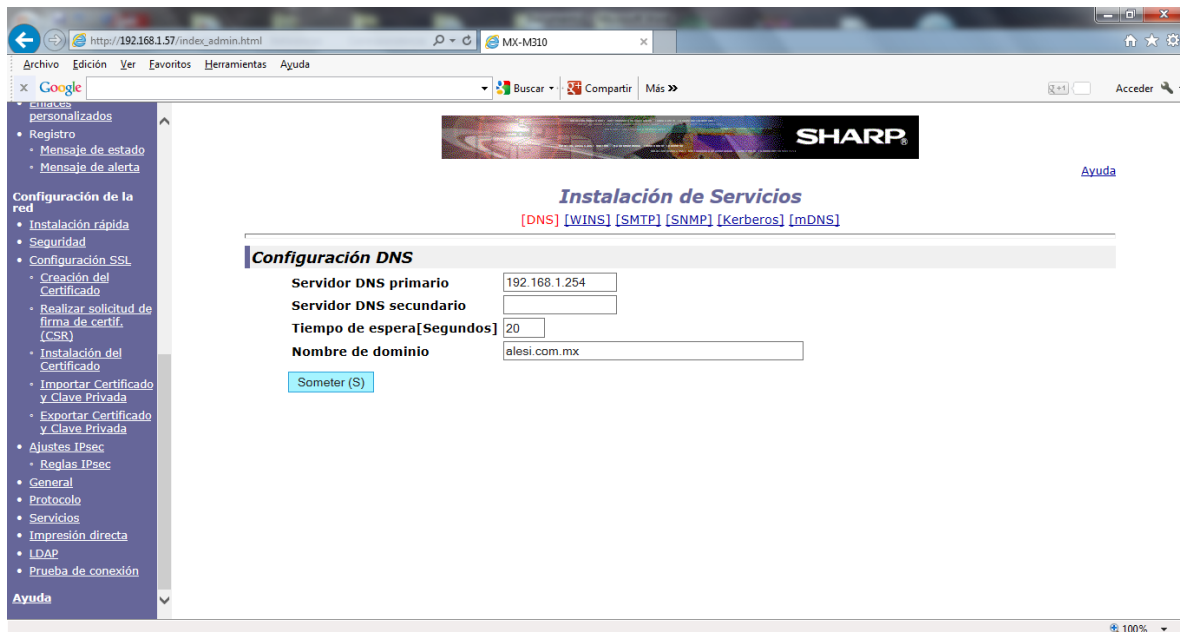 http://192.168.1.57/index_admin.html
MX-M310
Archivo Edición Ver Favoritos Herramientas Ayuda
x Google Buscar Compartir Más »
+1 Acceder
Enlaces
personalizados
Registro
Mensaje de estado
Mensaje de alerta
Configuración de la
red
Instalación rápida
Seguridad
Configuración SSL
Creación del
Certificado
Realizar solicitud de
firma de certif.
(CSR)
Instalación del
Certificado
Importar Certificado
y Clave Privada
Exportar Certificado
y Clave Privada
Ajustes IPsec
Reglas IPsec
General
Protocolo
Servicios
Impresión directa
LDAP
Prueba de conexión
Ayuda
SHARP®
Ayuda
Instalación de Servicios
[DNS] [WINS] [SMTP] [SNMP] [Kerberos] [mDNS]
Configuración DNS
Servidor DNS primario 192.168.1.254
Servidor DNS secundario
Tiempo de espera[Segundos] 20
Nombre de dominio alesi.com.mx
Someter (S)
100%